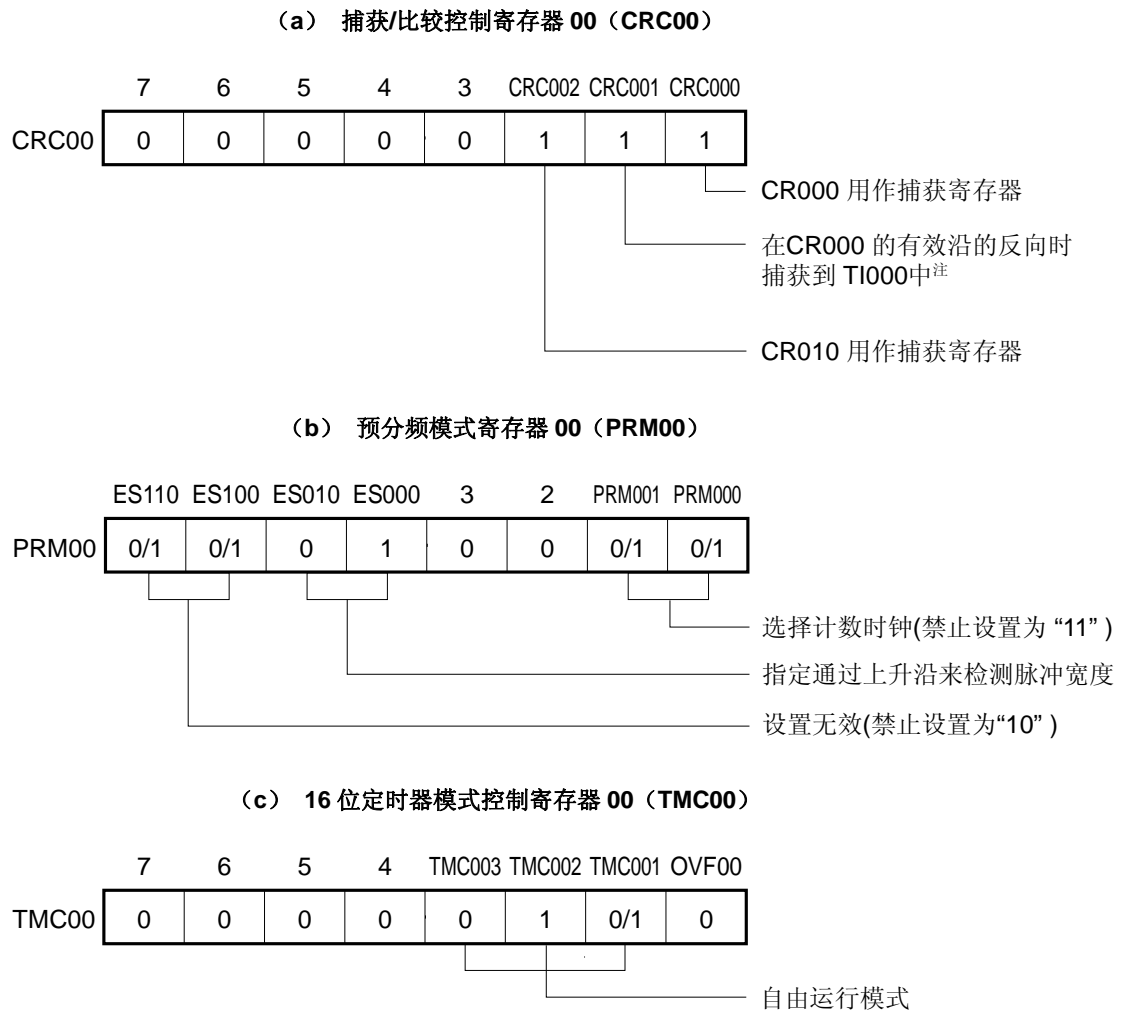 （a） 捕获/比较控制寄存器 00（CRC00）
7 6 5 4 3 CRC002 CRC001 CRC000
CRC00 0 0 0 0 0 1 1 1
CR000 用作捕获寄存器
在CR000 的有效沿的反向时
捕获到 TI000中注
CR010 用作捕获寄存器
（b） 预分频模式寄存器 00（PRM00）
ES110 ES100 ES010 ES000 3 2 PRM001 PRM000
PRM00 0/1 0/1 0 1 0 0 0/1 0/1
选择计数时钟(禁止设置为 “11” )
指定通过上升沿来检测脉冲宽度
设置无效(禁止设置为“10” )
（c） 16 位定时器模式控制寄存器 00（TMC00）
7 6 5 4 TMC003 TMC002 TMC001 OVF00
TMC00 0 0 0 0 0 1 0/1 0
自由运行模式